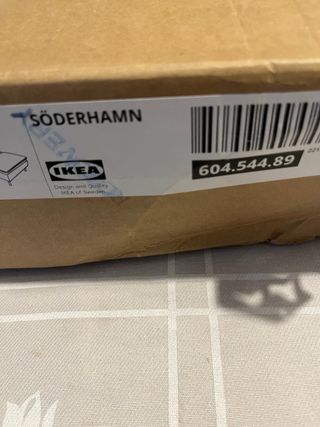 SÖDERHAMN
IKEA
604.544.89
Design and Quality
IKEA of Sweden